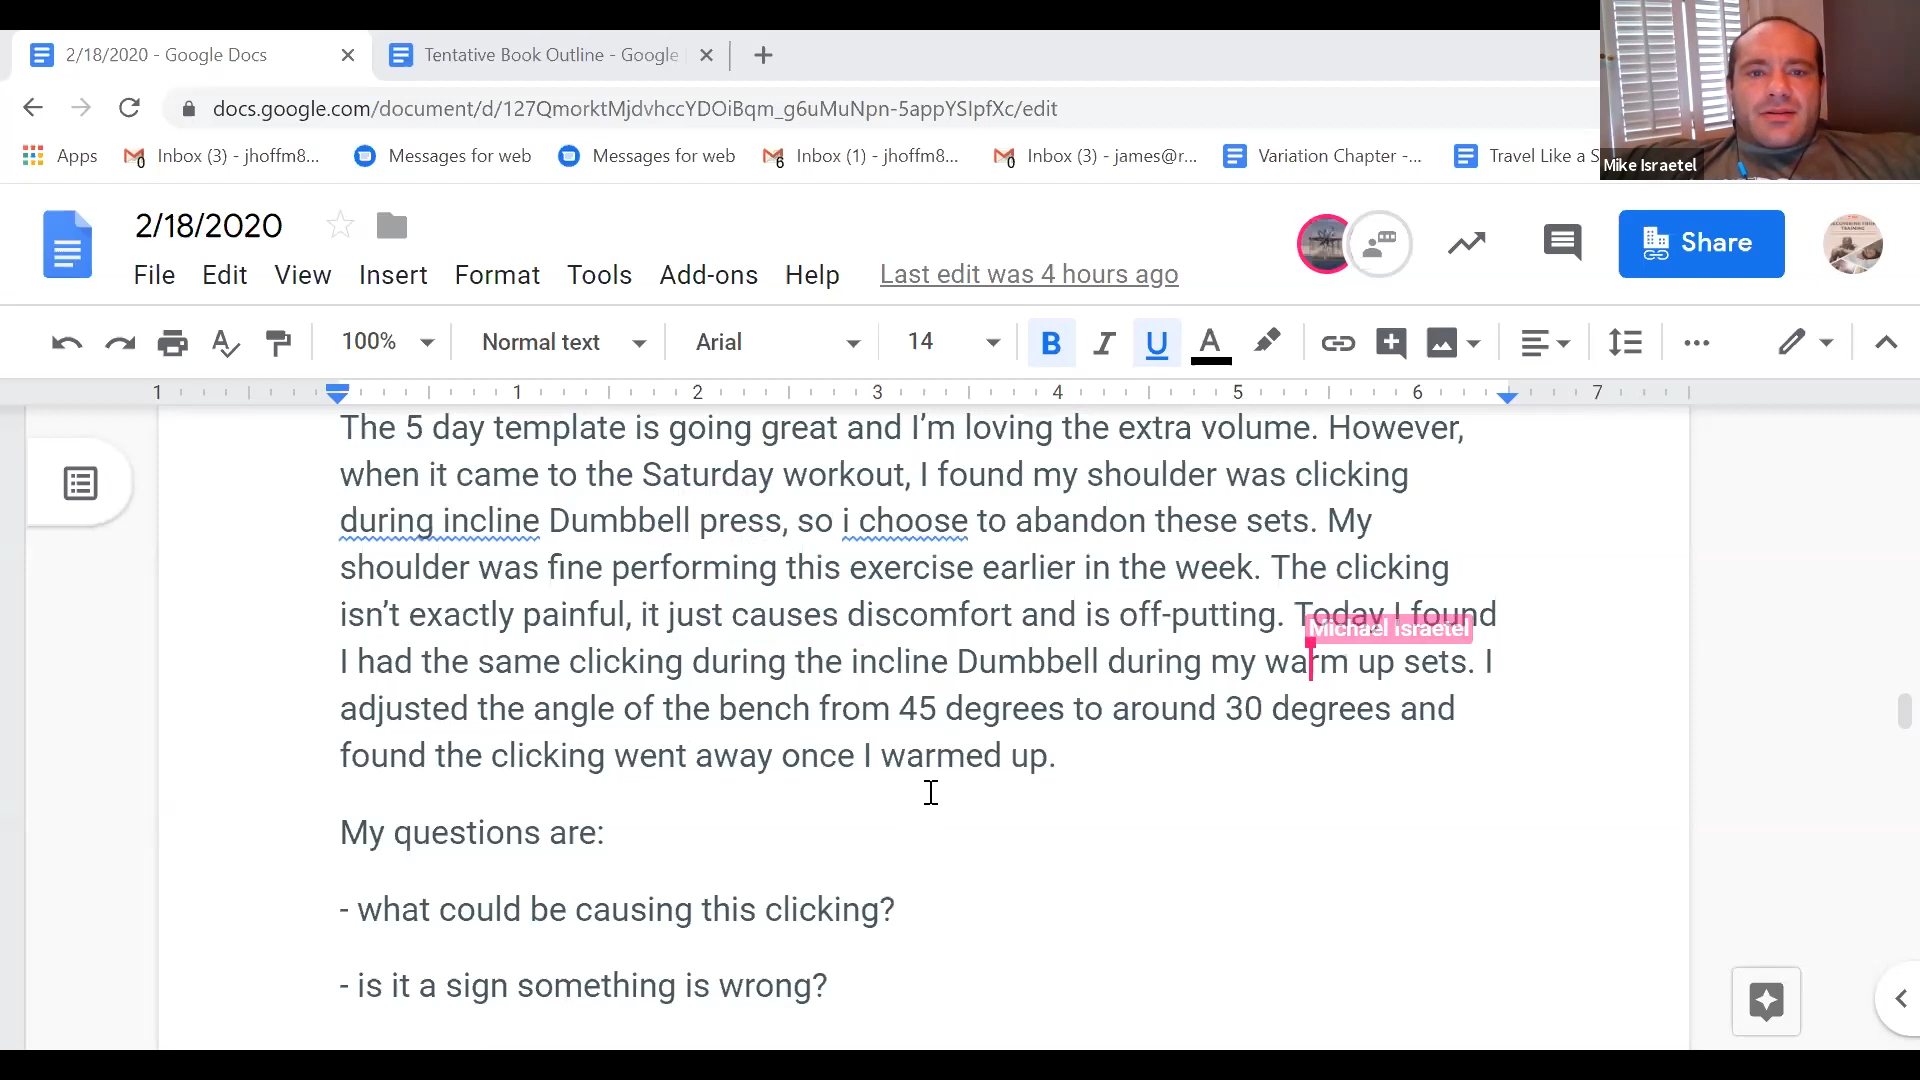 2/18/2020 - Google Docs
Tentative Book Outline - Google
docs.google.com/document/d/127QmorktMjdvhccYDOiBqm_g6uMuNpn-5appYSlpfXc/edit
Apps
Inbox (3) - jhoffm8...
Messages for web
Messages for web
Inbox (1) - jhoffm8...
Inbox (3) - james@r...
Variation Chapter -...
Travel Like a S
Mike Israetel
2/18/2020
Share
File Edit View Insert Format Tools Add-ons Help Last edit was 4 hours ago
100% Normal text Arial 14 B I U A
1 1 2 3 4 5 6 7
The 5 day template is going great and I’m loving the extra volume. However,
when it came to the Saturday workout, I found my shoulder was clicking
during incline Dumbbell press, so i choose to abandon these sets. My
shoulder was fine performing this exercise earlier in the week. The clicking
isn’t exactly painful, it just causes discomfort and is off-putting. Today I found
Michael Israetel
I had the same clicking during the incline Dumbbell during my warm up sets. I
adjusted the angle of the bench from 45 degrees to around 30 degrees and
found the clicking went away once I warmed up.
My questions are:
- what could be causing this clicking?
- is it a sign something is wrong?